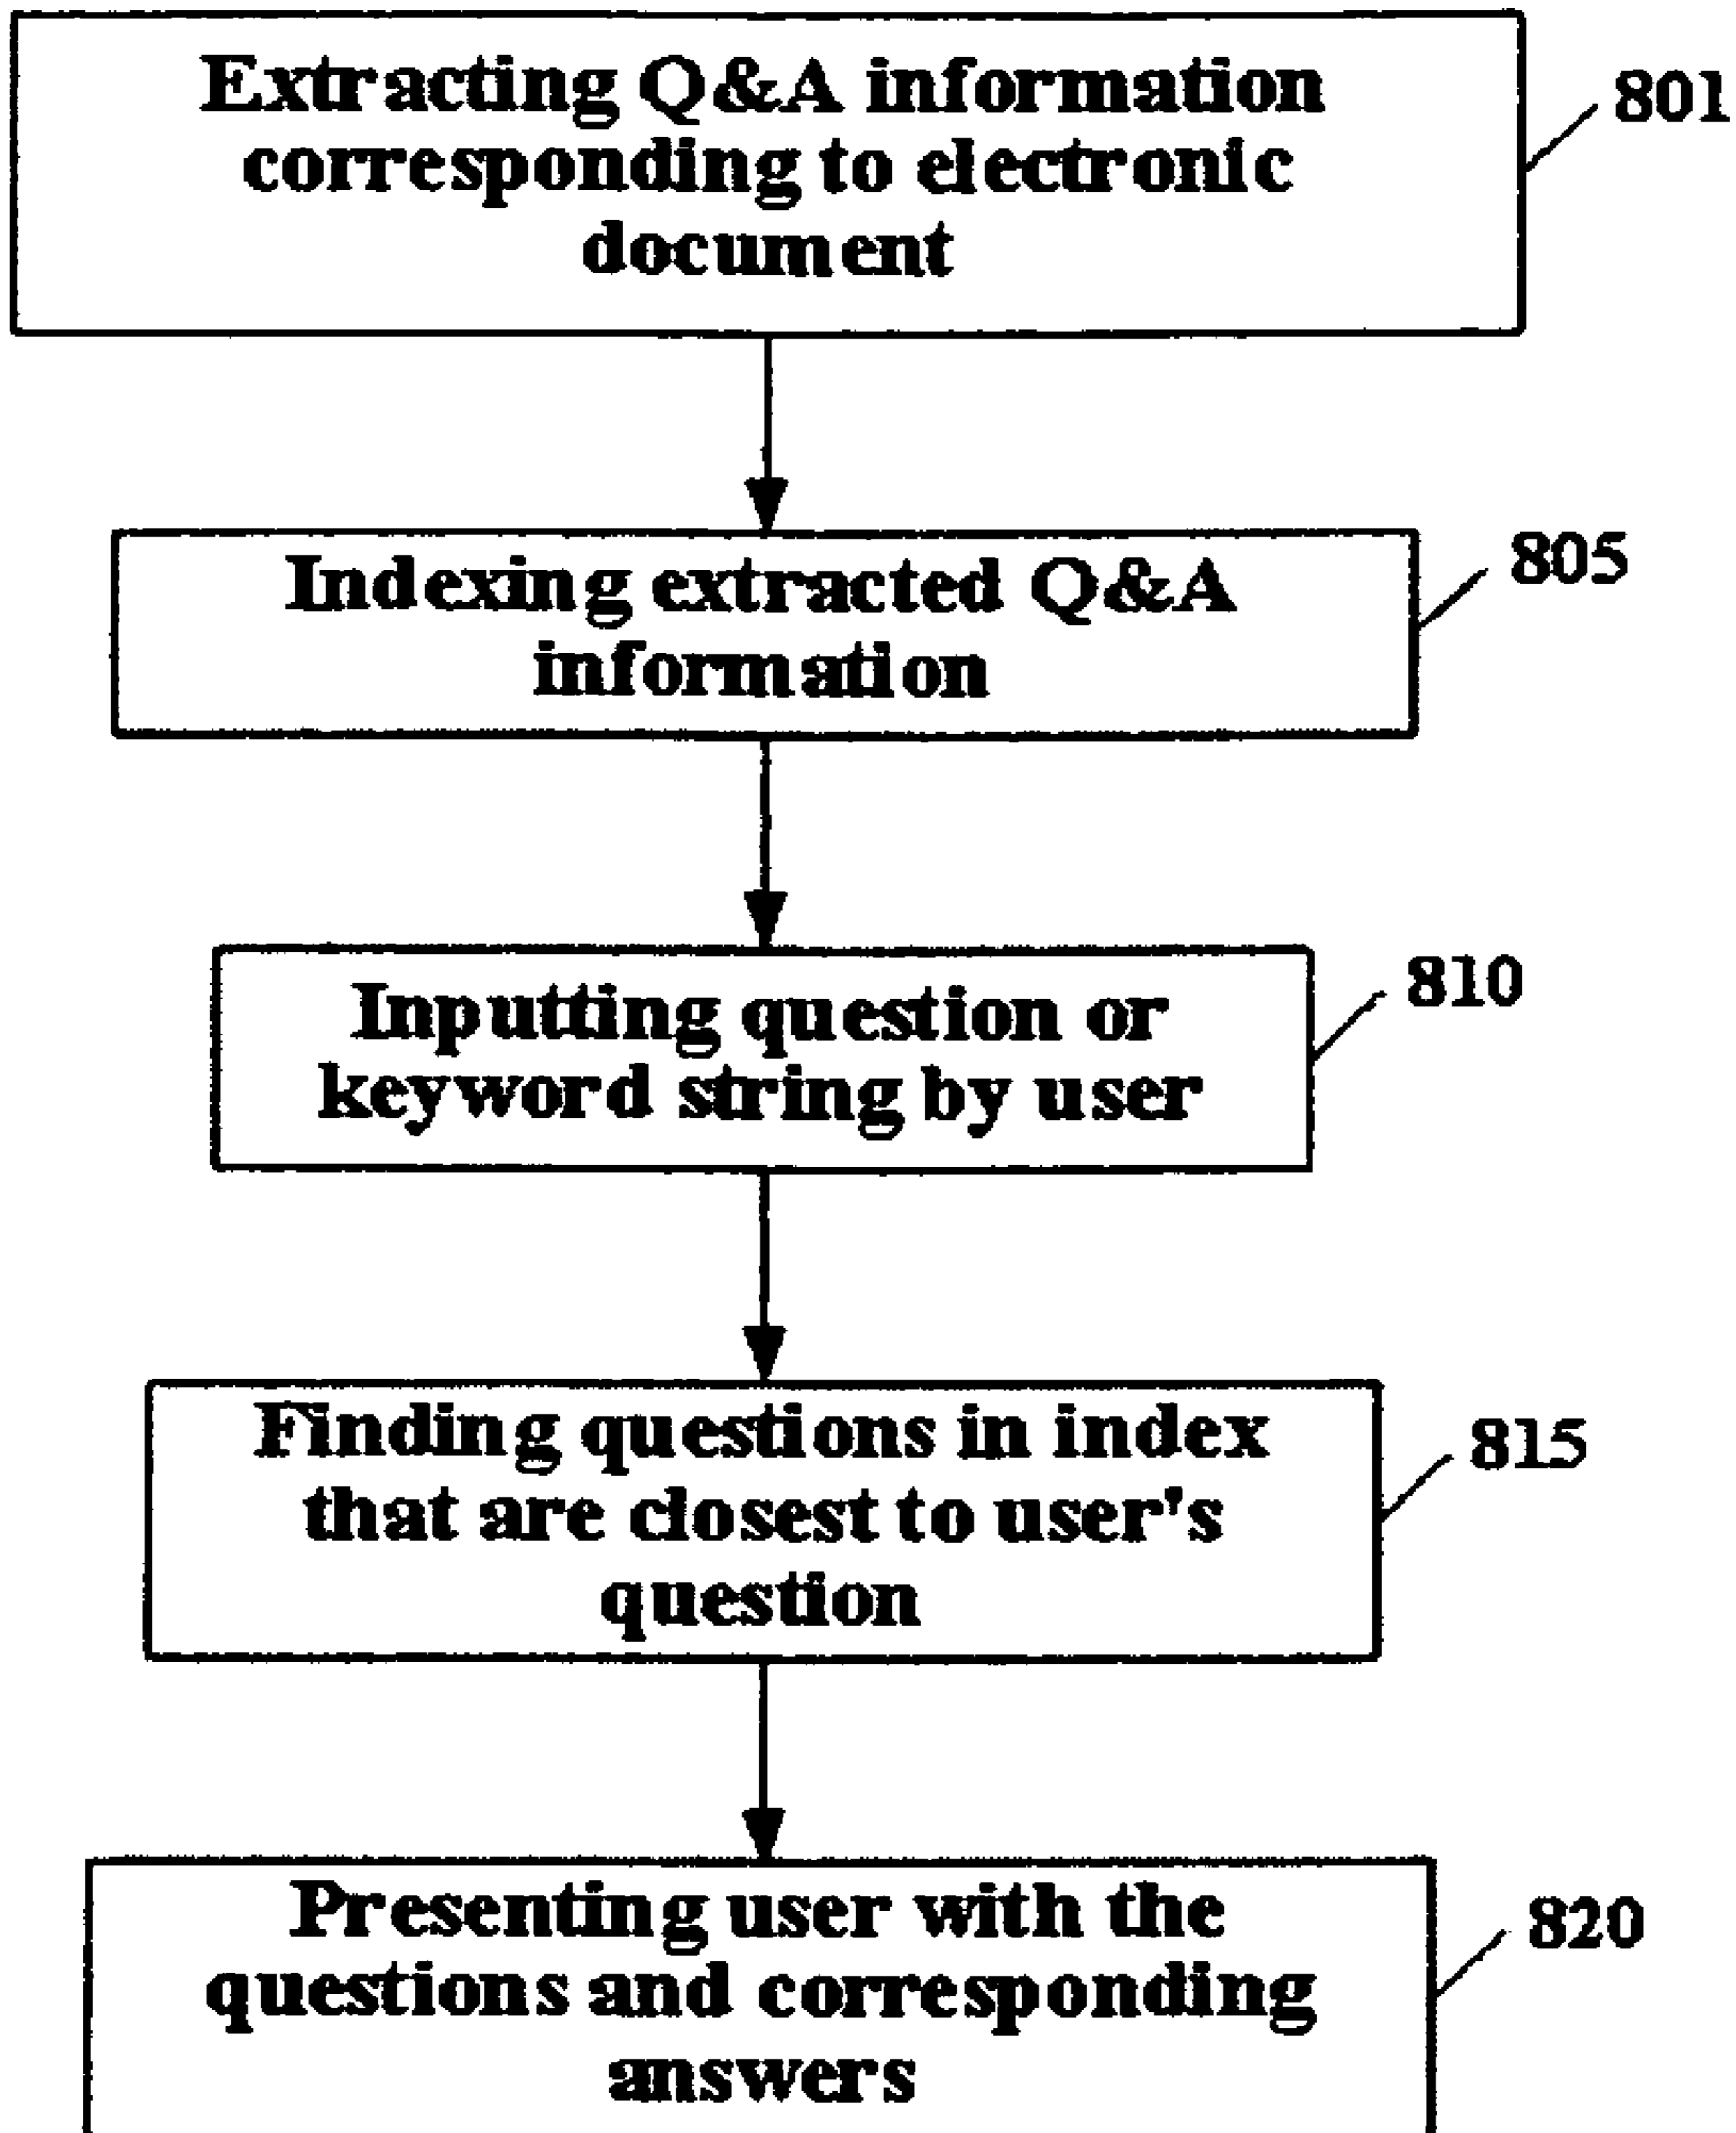 Extracting Q&A information
corresponding to electronic
document
801
Indexing extracted Q&A
information
805
Inputting question or
keyword string by user
810
Finding questions in index
that are closest to user's
question
815
Presenting user with the
questions and corresponding
answers
820